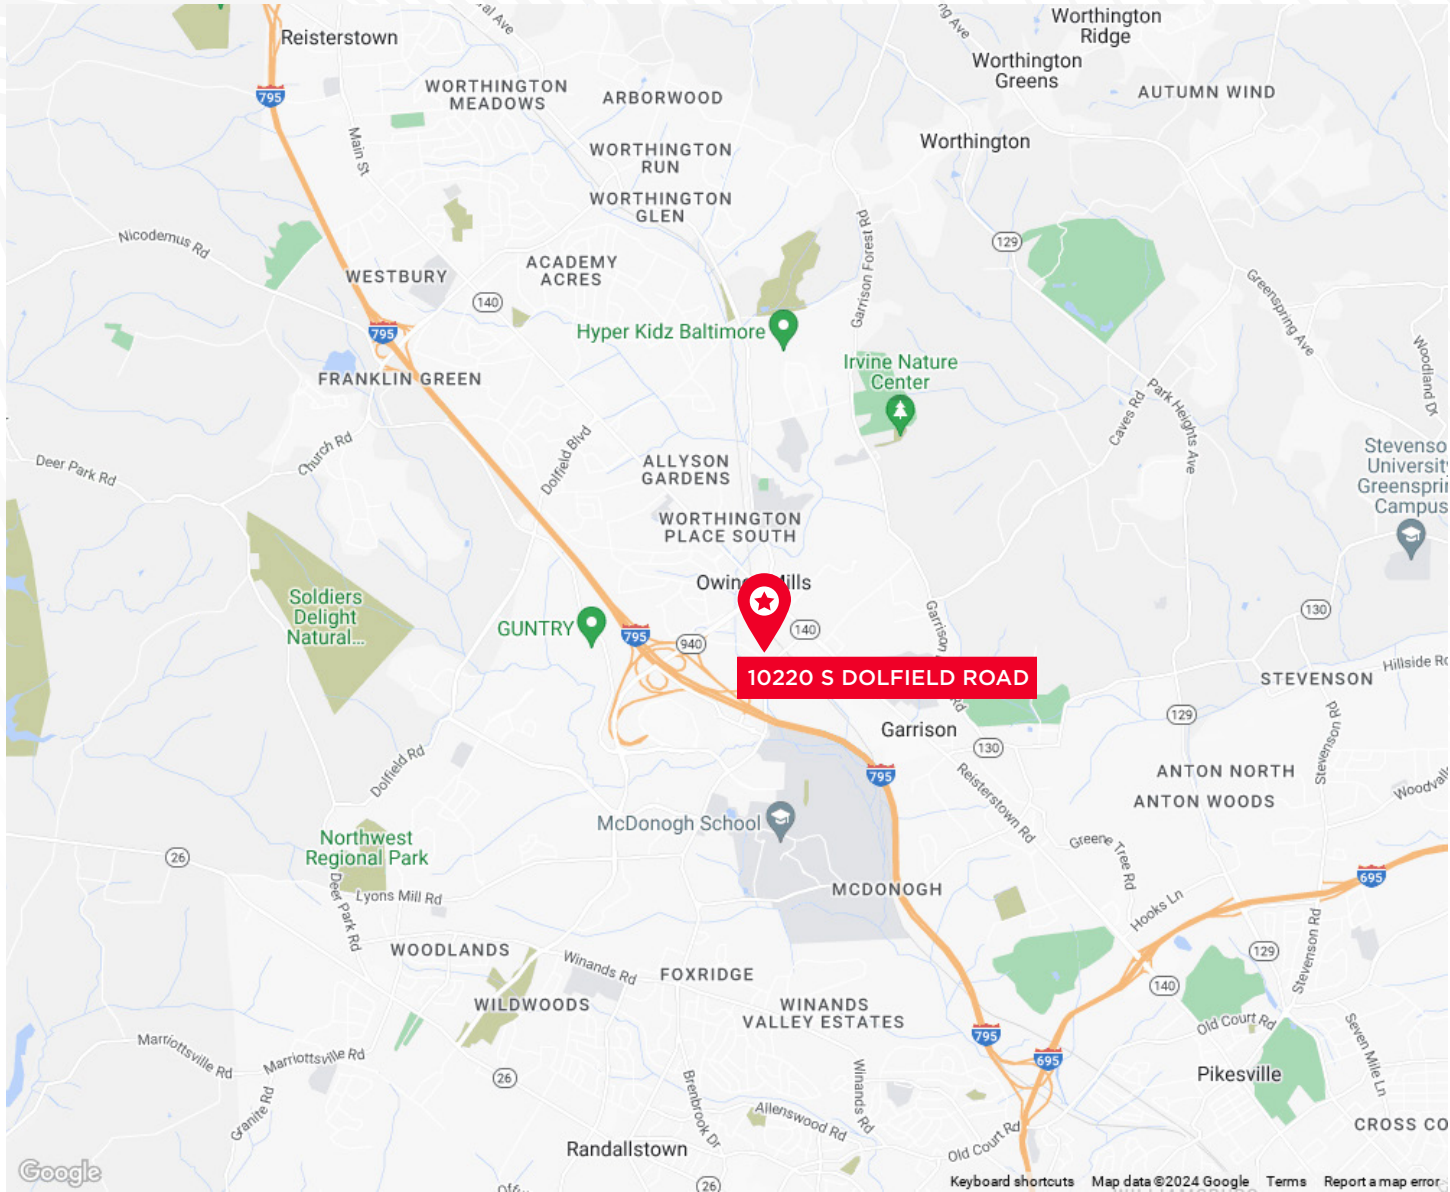 Reisterstown
Worthington
Ridge
Worthington
Greens
795
WORTHINGTON
MEADOWS
ARBORWOOD
AUTUMN WIND
Main St
WORTHINGTON
RUN
Worthington
WORTHINGTON
GLEN
Nicodemus Rd
Garrison Forest Rd
129
ACADEMY
ACRES
WESTBURY
140
Greenspring Ave
795
Hyper Kidz Baltimore
Irvine Nature
Center
FRANKLIN GREEN
Woodland Dr
Park Heights Ave
Caves Rd
Church Rd
Dolfield Blvd
Deer Park Rd
ALLYSON
GARDENS
WORTHINGTON
PLACE SOUTH
University
Campus
Soldiers
Delight
Natural...
GUNTRY
795
940
140
130
Garrison
10220 S DOLFIELD ROAD
Hillside Rd
STEVENSON
129
Garrison
130
Stevenson Rd
Dolfield Rd
795
ANTON NORTH
ANTON WOODS
Reisterstown Rd
McDonogh School
Northwest
Regional Park
26
Greene Tree Rd
695
Lyons Mill Rd
Deer Park Rd
MCDONOGH
Hooks Ln
WOODLANDS
Winands Rd
FOXRIDGE
129
Stevenson Rd
140
WILDWOODS
WINANDS
VALLEY ESTATES
Old Court Rd
Seven Mile Ln
795
695
Marriottsville Rd
Marriottsville Rd
26
Pikesville
Granite Rd
Brenbrook Dr
Winands Rd
Allenswood Rd
Old Court Rd
CROSS CO
Randallstown
26
Google
Keyboard shortcuts
Map data ©2024 Google
Terms
Report a map error